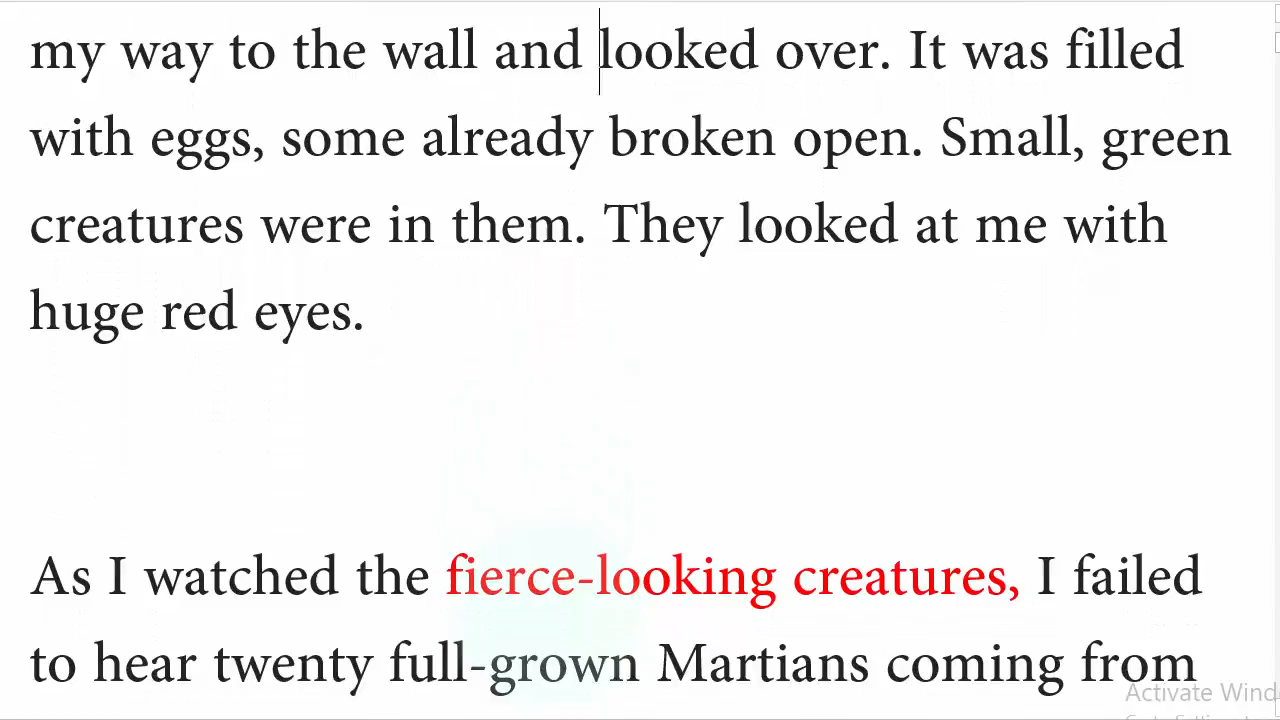 my way to the wall and looked over. It was filled
with eggs, some already broken open. Small, green
creatures were in them. They looked at me with
huge red eyes.
As I watched the fierce-looking creatures, I failed
to hear twenty full-grown Martians coming from
Activate Wind